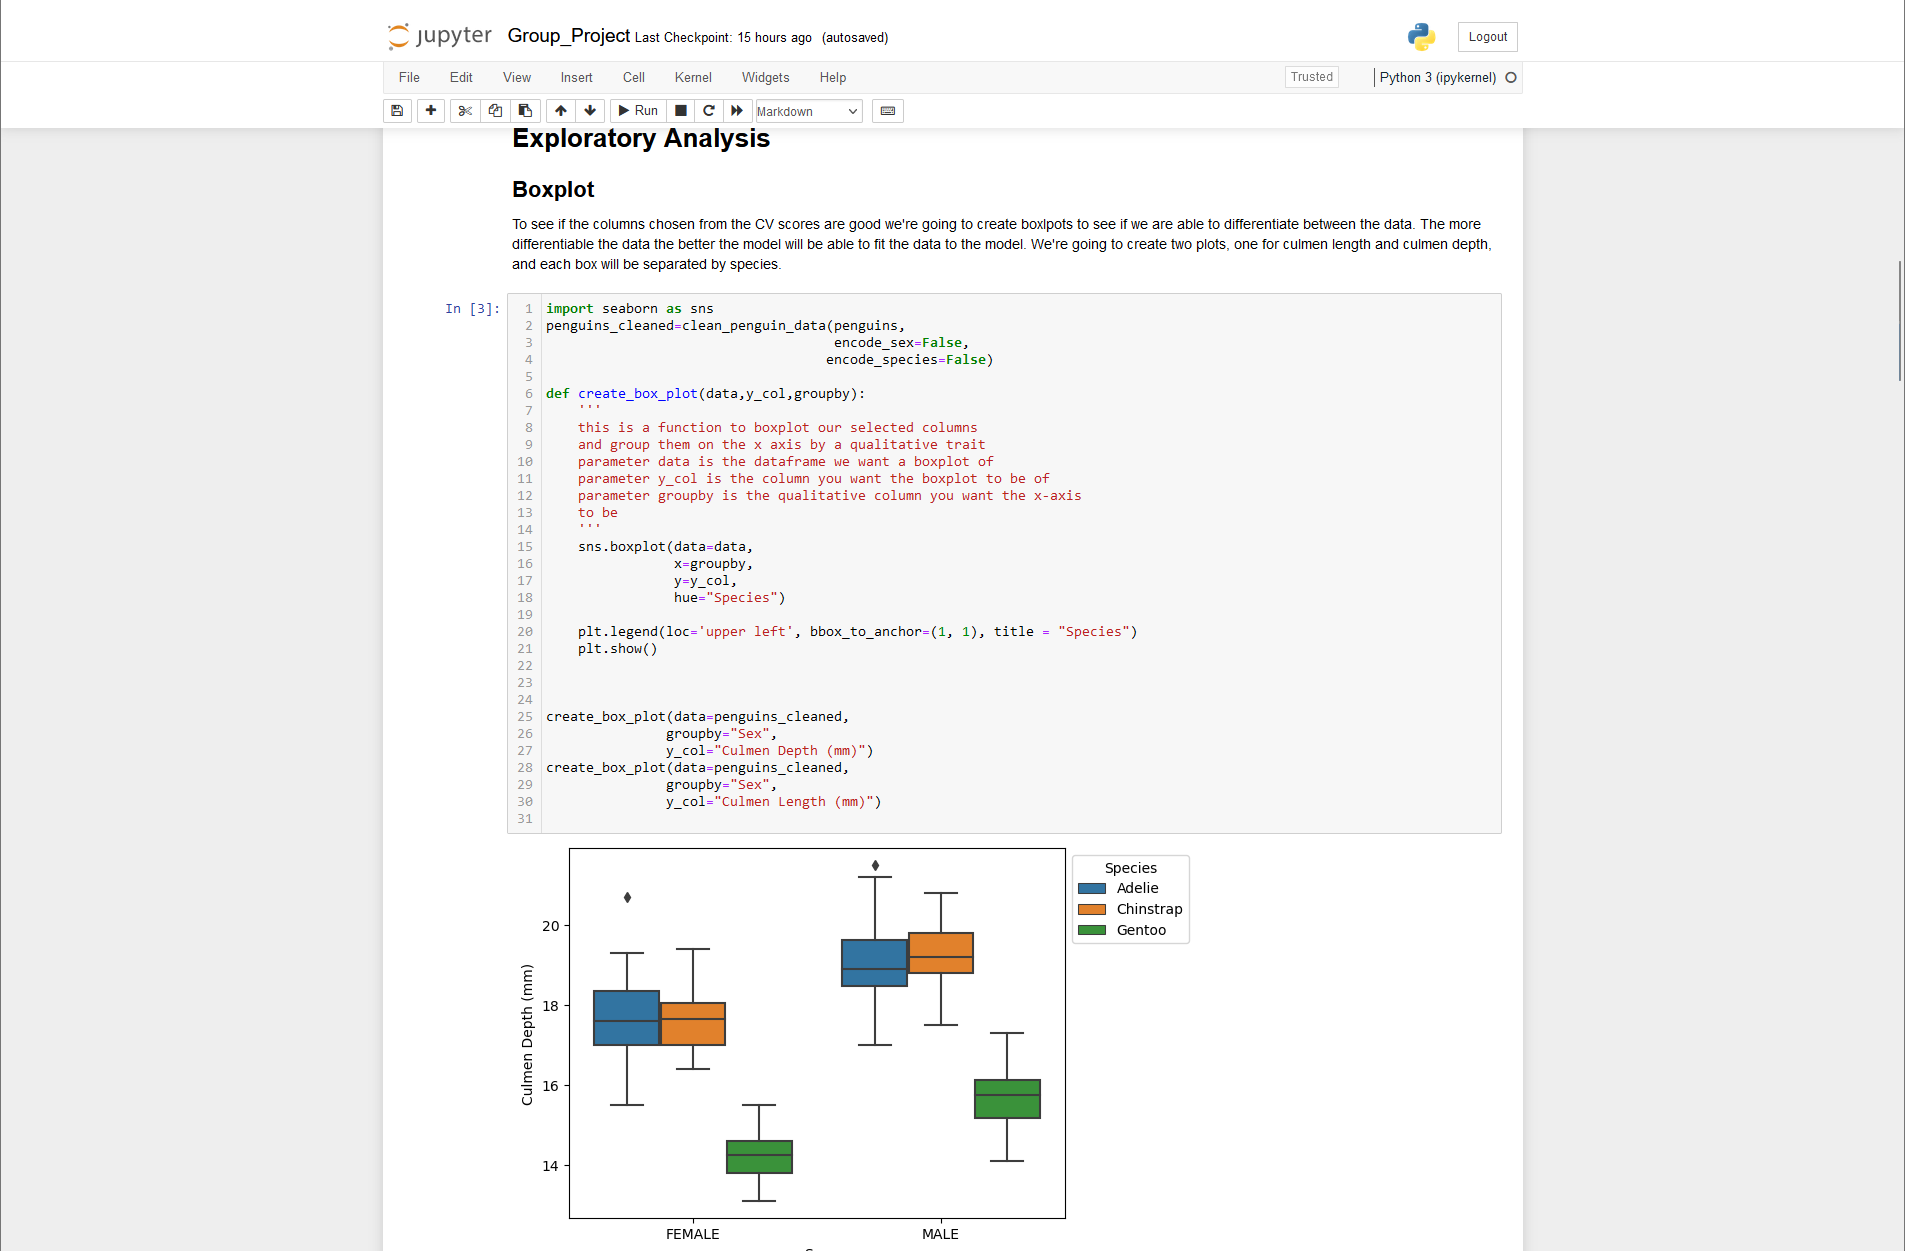 jupyter Group_Project Last Checkpoint: 15 hours ago (autosaved)
Logout
File Edit View Insert Cell Kernel Widgets Help
Trusted
Python 3 (ipykernel)
Run
Markdown
Exploratory Analysis
Boxplot
To see if the columns chosen from the CV scores are good we're going to create boxlpots to see if we are able to differentiate between the data. The more
differentiable the data the better the model will be able to fit the data to the model. We're going to create two plots, one for culmen length and culmen depth,
and each box will be separated by species.
In [3]:
1 import seaborn as sns
2 penguins_cleaned=clean_penguin_data(penguins,
3                                     encode_sex=False,
4                                    encode_species=False)
5
6 def create_box_plot(data,y_col,groupby):
7     '''
8     this is a function to boxplot our selected columns
9     and group them on the x axis by a qualitative trait
10     parameter data is the dataframe we want a boxplot of
11     parameter y_col is the column you want the boxplot to be of
12     parameter groupby is the qualitative column you want the x-axis
13     to be
14     '''
15     sns.boxplot(data=data,
16                 x=groupby,
17                 y=y_col,
18                 hue="Species")
19
20     plt.legend(loc='upper left', bbox_to_anchor=(1, 1), title = "Species")
21     plt.show()
22
23
24
25 create_box_plot(data=penguins_cleaned,
26                groupby="Sex",
27                y_col="Culmen Depth (mm)")
28 create_box_plot(data=penguins_cleaned,
29                groupby="Sex",
30                y_col="Culmen Length (mm)")
31
Species
Adelie
Chinstrap
Gentoo
Culmen Depth (mm)
20
18
16
14
FEMALE MALE